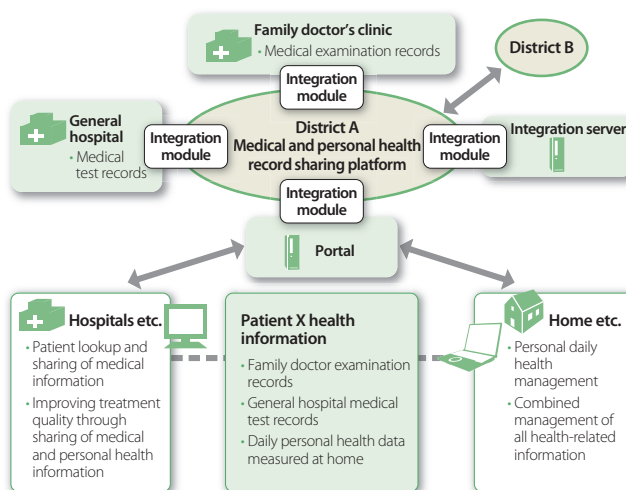 Family doctor's clinic
• Medical examination records
District B
Integration
module
General
hospital
• Medical
test records
Integration
module
District A
Medical and personal health
record sharing platform
Integration
module
Integration server
Integration
module
Portal
Hospitals etc.
• Patient lookup and
sharing of medical
information
• Improving treatment
quality through
sharing of medical
and personal health
information
Patient X health
information
• Family doctor examination
records
• General hospital medical
test records
• Daily personal health data
measured at home
Home etc.
• Personal daily
health
management
• Combined
management of
all health-related
information